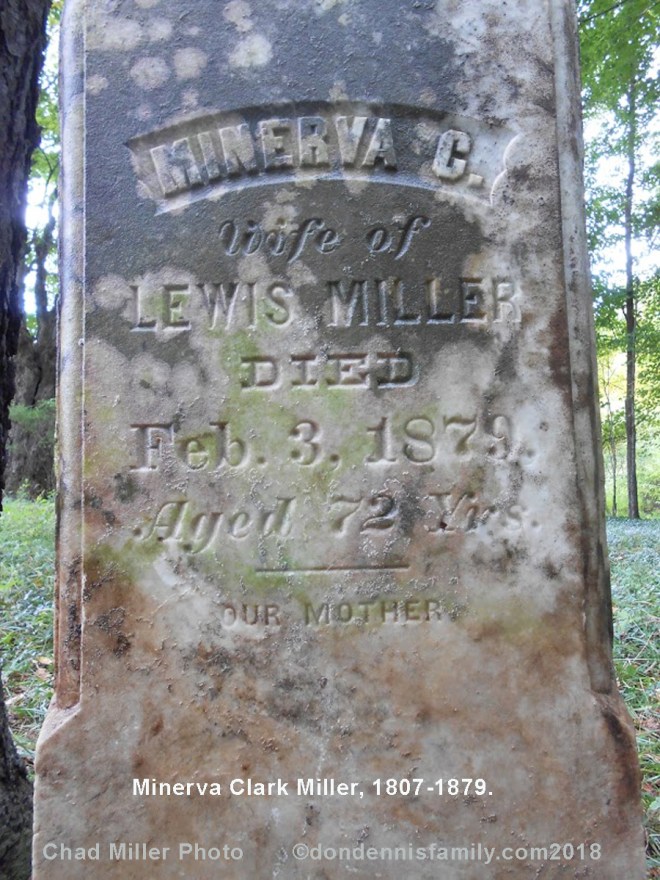 MINERVA C.
Wife of
LEWIS MILLER
DIED
Feb. 3, 1879.
Aged 72 Yrs.
OUR MOTHER
Minerva Clark Miller, 1807-1879.
Chad Miller Photo ©dondennisfamily.com2018